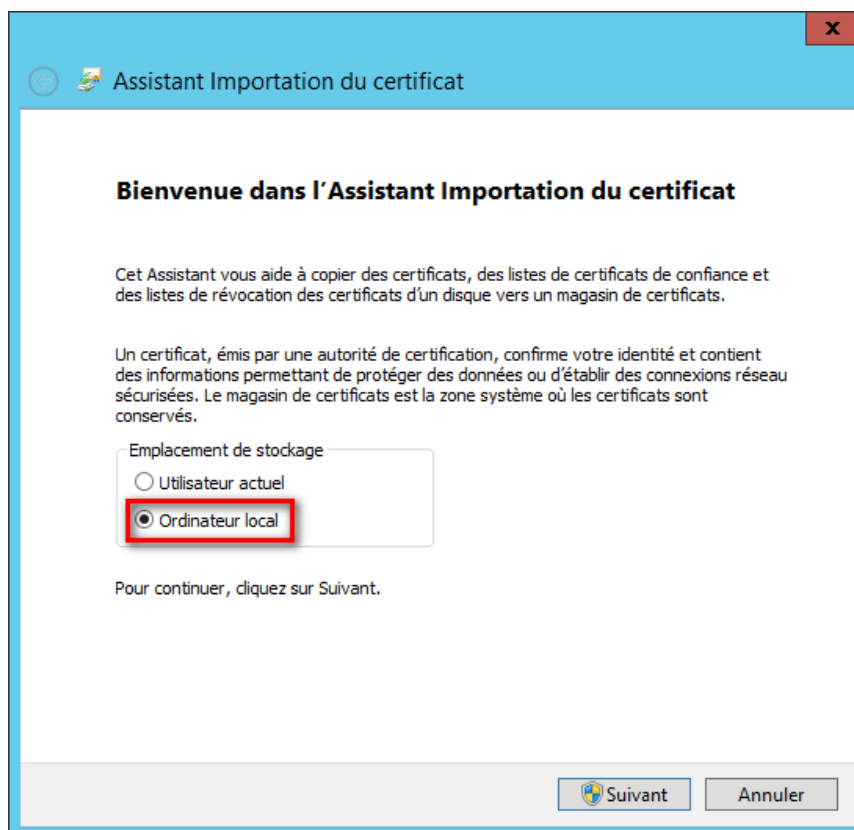 x
Assistant Importation du certificat
Bienvenue dans l'Assistant Importation du certificat
Cet Assistant vous aide à copier des certificats, des listes de certificats de confiance et
des listes de révocation des certificats d'un disque vers un magasin de certificats.
Un certificat, émis par une autorité de certification, confirme votre identité et contient
des informations permettant de protéger des données ou d'établir des connexions réseau
sécurisées. Le magasin de certificats est la zone système où les certificats sont
conservés.
Emplacement de stockage
Utilisateur actuel
Ordinateur local
Pour continuer, cliquez sur Suivant.
Suivant Annuler